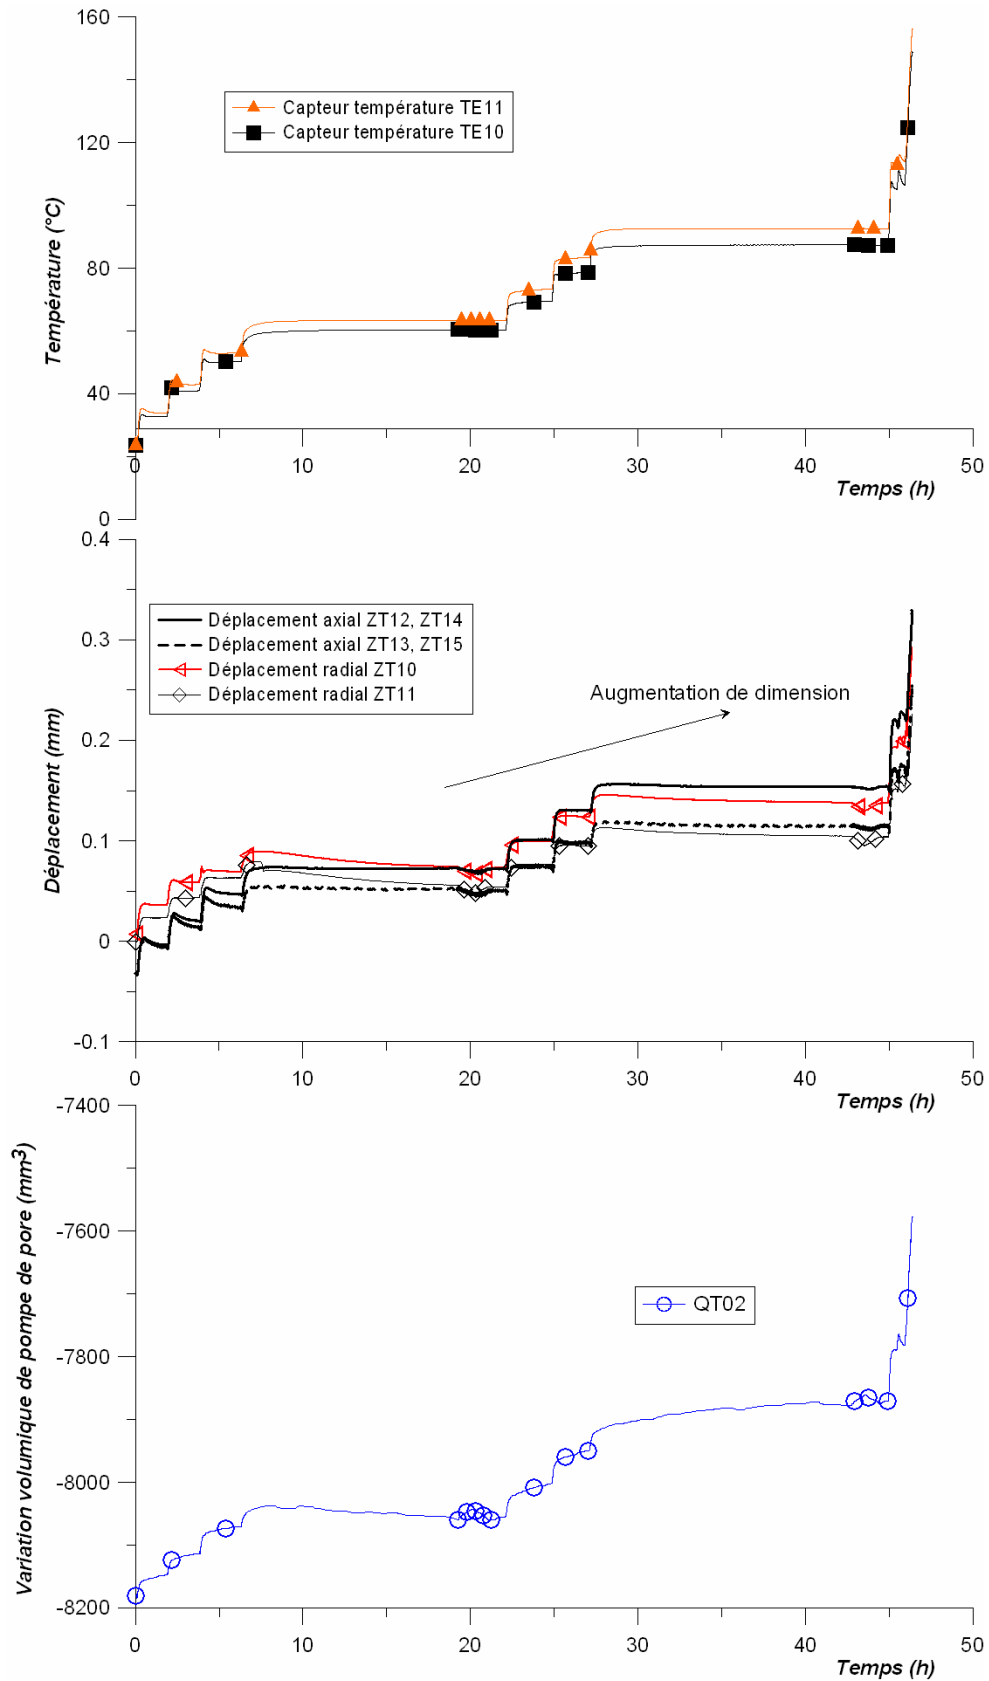 160
120
80
40
0
Température (°C)
Capteur température TE11
Capteur température TE10
0
10
20
30
40
50
Temps (h)
0.4
0.3
0.2
0.1
0
-0.1
Déplacement (mm)
Déplacement axial ZT12, ZT14
Déplacement axial ZT13, ZT15
Déplacement radial ZT10
Déplacement radial ZT11
Augmentation de dimension
0
10
20
30
40
50
Temps (h)
-7400
-7600
-7800
-8000
-8200
Variation volumique de pompe de pore (mm³)
QT02
0
10
20
30
40
50
Temps (h)